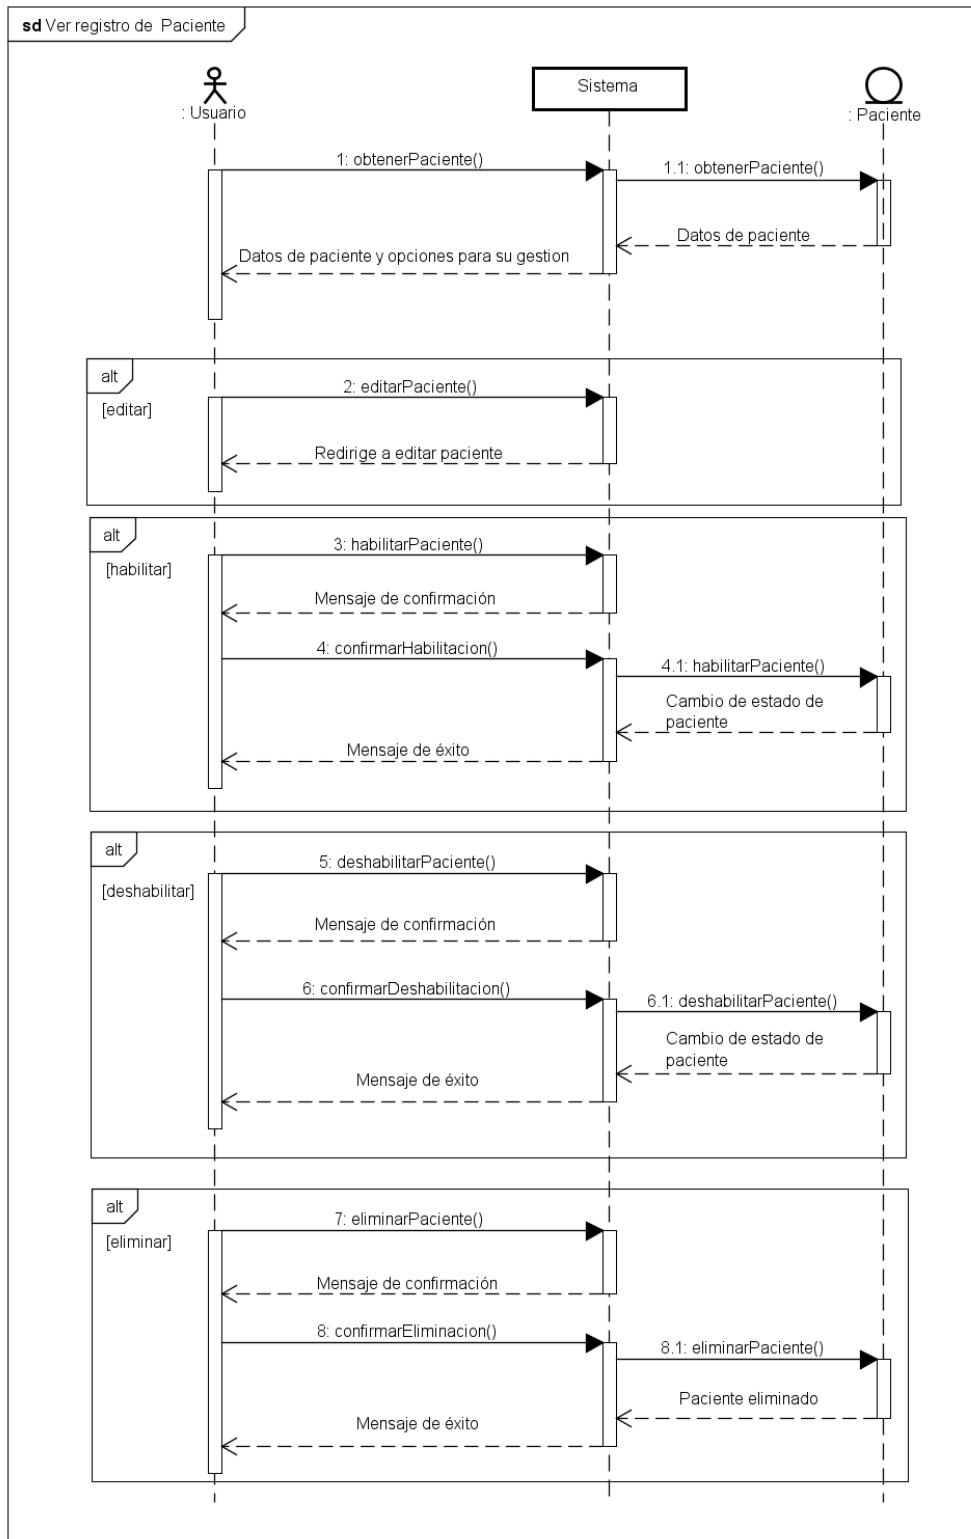 sd Ver registro de Paciente
: Usuario
Sistema
: Paciente
1: obtenerPaciente()
1.1: obtenerPaciente()
Datos de paciente
Datos de paciente y opciones para su gestion
alt
[editar]
2: editarPaciente()
Redirige a editar paciente
alt
[habilitar]
3: habilitarPaciente()
Mensaje de confirmación
4: confirmarHabilitacion()
4.1: habilitarPaciente()
Cambio de estado de
paciente
Mensaje de éxito
alt
[deshabilitar]
5: deshabilitarPaciente()
Mensaje de confirmación
6: confirmarDeshabilitacion()
6.1: deshabilitarPaciente()
Cambio de estado de
paciente
Mensaje de éxito
alt
[eliminar]
7: eliminarPaciente()
Mensaje de confirmación
8: confirmarEliminacion()
8.1: eliminarPaciente()
Paciente eliminado
Mensaje de éxito